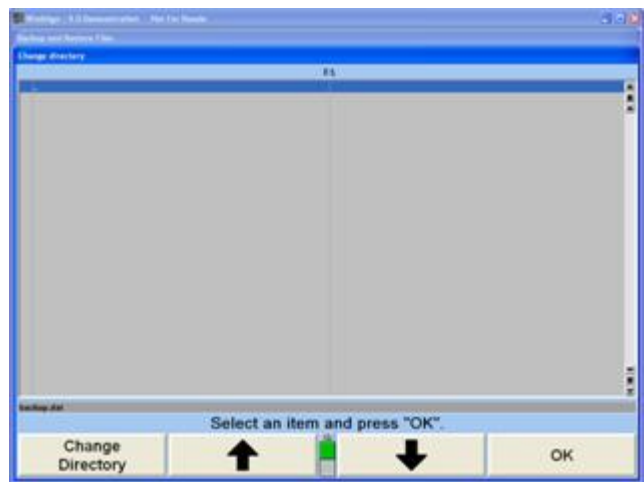 Backup and Restore Files
Change directory
backup.dat
Select an item and press "OK".
Change
Directory
OK